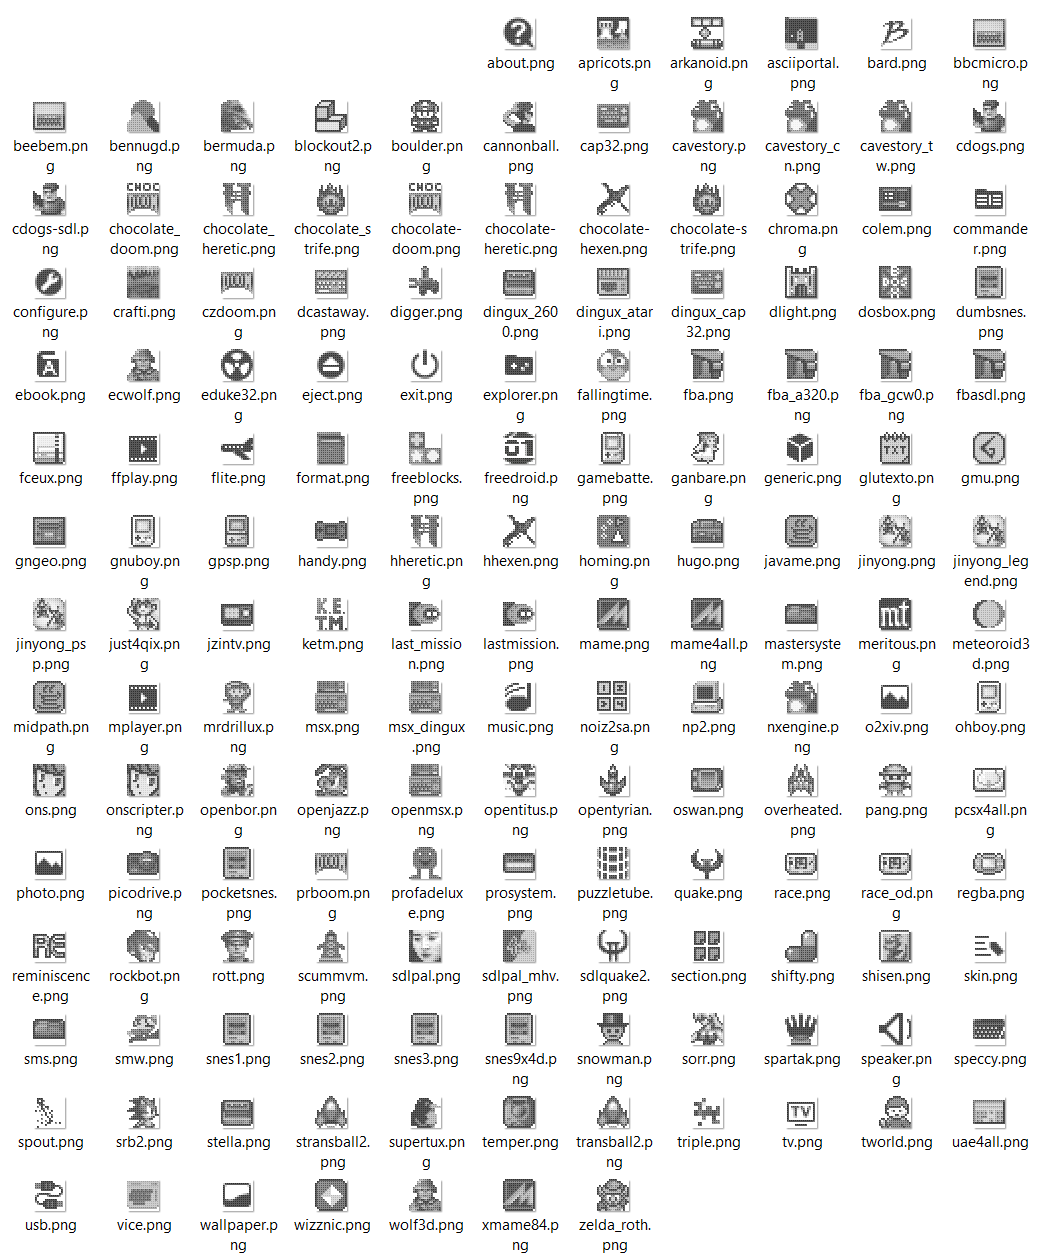 about.png
apricots.pn
g
arkanoid.pn
g
asciiportal.
png
bard.png
bbcmicro.p
ng
beebem.pn
g
bennugd.p
ng
bermuda.p
ng
blockout2.p
ng
boulder.pn
g
cannonball.
png
cap32.png
cavestory.p
ng
cavestory_c
n.png
cavestory_t
w.png
cdogs.png
cdogs-sdl.p
ng
CHOC
chocolate_
doom.png
chocolate_
heretic.png
chocolate_s
trife.png
CHOC
chocolate-
doom.png
chocolate-
heretic.png
chocolate-
hexen.png
chocolate-s
trife.png
chroma.pn
g
colem.png
commande
r.png
configure.p
ng
crafti.png
czdoom.pn
g
dcastaway.
png
digger.png
dingux_260
0.png
dingux_atar
i.png
dingux_cap
32.png
dlight.png
DOS
dosbox.png
dumbsnes.
png
A
ebook.png
ecwolf.png
eduke32.pn
g
eject.png
exit.png
explorer.pn
g
fallingtime.
png
fba.png
fba_a320.p
ng
fba_gcw0.p
ng
fbasdl.png
fceux.png
ffplay.png
flite.png
format.png
freeblocks.
png
freedroid.p
ng
gamebatte.
png
ganbare.pn
g
generic.png
TXT
glutexto.pn
g
gmu.png
gngeo.png
gnuboy.pn
g
gpsp.png
handy.png
hheretic.pn
g
hhexen.png
homing.pn
g
hugo.png
javame.png
jinyong.png
jinyong_leg
end.png
jinyong_ps
p.png
just4qix.pn
g
jzintv.png
K.E.
T.M.
ketm.png
last_missio
n.png
lastmission.
png
mame.png
mame4all.p
ng
mastersyste
m.png
mt
meritous.pn
g
meteoroid3
d.png
midpath.pn
g
mplayer.pn
g
mrdrillux.p
ng
msx.png
msx_dingux
.png
music.png
noiz2sa.pn
g
np2.png
nxengine.p
ng
o2xiv.png
ohboy.png
ons.png
onscripter.p
ng
openbor.pn
g
openjazz.p
ng
openmsx.p
ng
opentitus.p
ng
opentyrian.
png
oswan.png
overheated.
png
pang.png
pcsx4all.pn
g
photo.png
picodrive.p
ng
pocketsnes.
png
prboom.pn
g
profadelux
e.png
prosystem.
png
puzzletube.
png
quake.png
race.png
race_od.pn
g
regba.png
reminiscenc
e.png
rockbot.pn
g
rott.png
scummvm.
png
sdlpal.png
sdlpal_mhv.
png
sdlquake2.
png
section.png
shifty.png
shisen.png
skin.png
sms.png
smw.png
snes1.png
snes2.png
snes3.png
snes9x4d.p
ng
snowman.p
ng
sorr.png
spartak.png
speaker.pn
g
speccy.png
spout.png
srb2.png
stella.png
stransball2.
png
supertux.pn
g
temper.png
transball2.p
ng
triple.png
TV
tv.png
tworld.png
uae4all.png
usb.png
vice.png
wallpaper.p
ng
wizznic.png
wolf3d.png
xmame84.p
ng
zelda_roth.
png